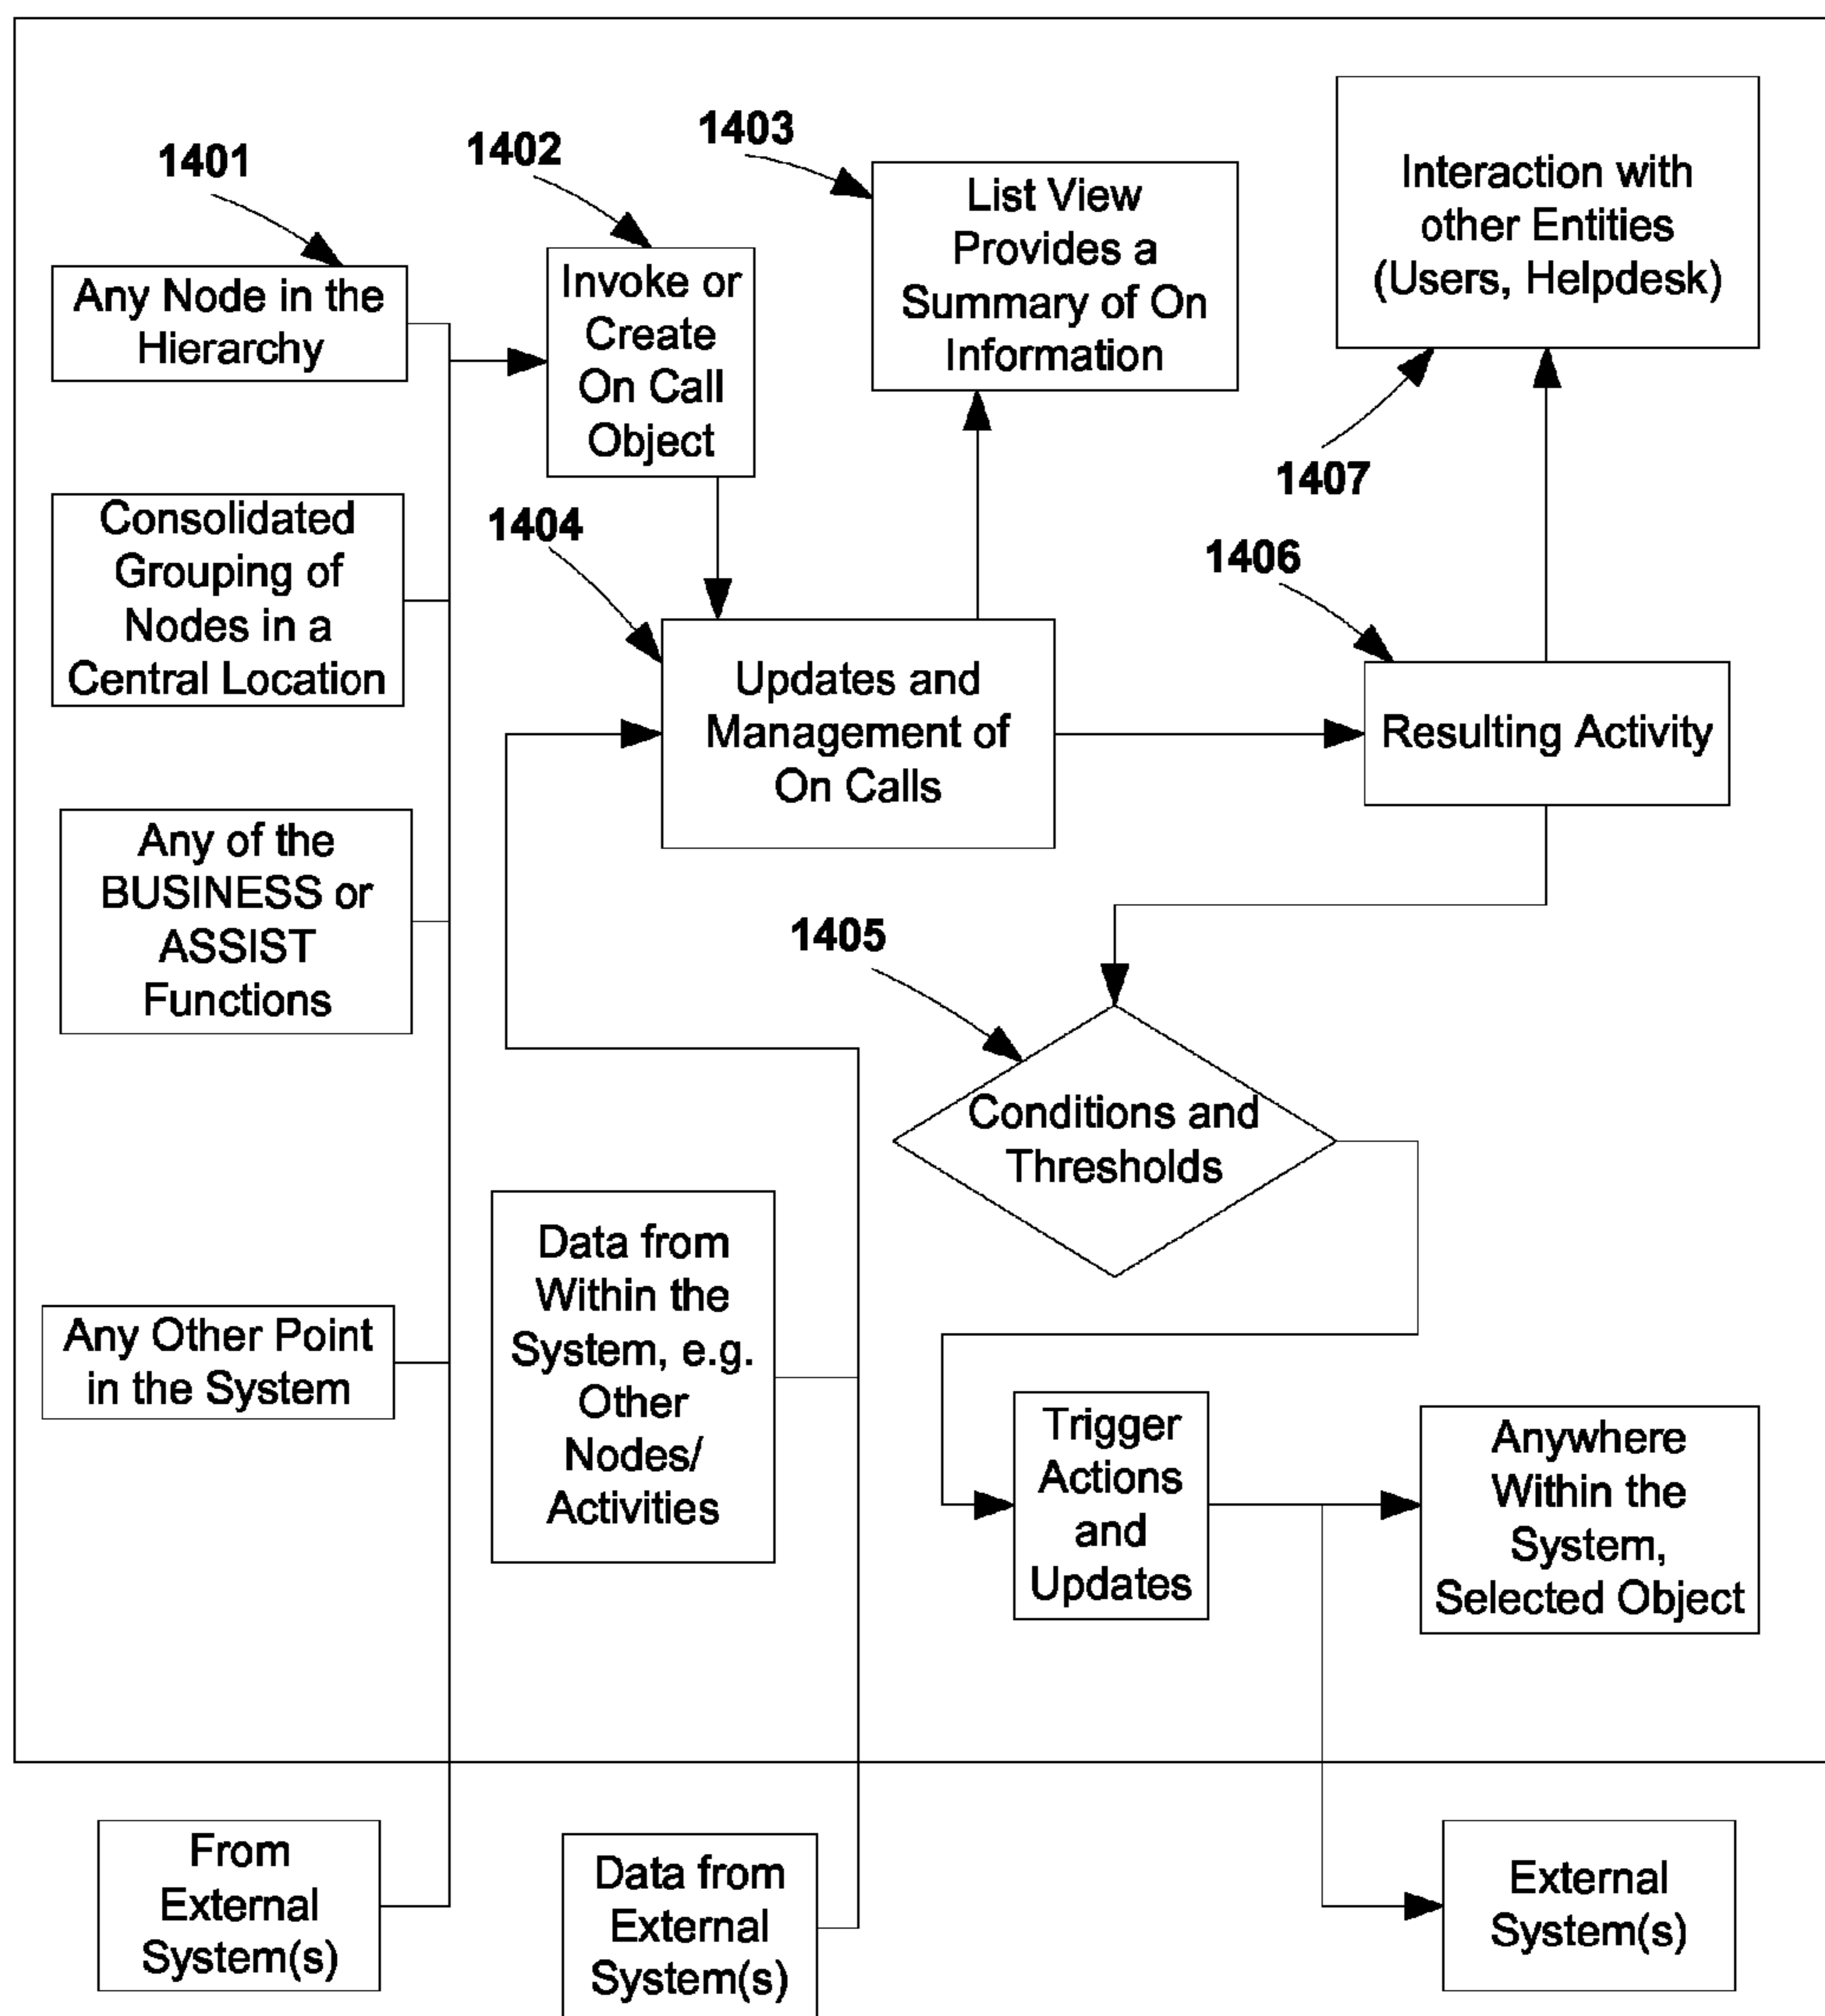 1401
1402
1403
1407
1404
1406
1405
Any Node in the
Hierarchy
Invoke or
Create
On Call
Object
List View
Provides a
Summary of On
Information
Interaction with
other Entities
(Users, Helpdesk)
Consolidated
Grouping of
Nodes in a
Central Location
Updates and
Management of
On Calls
Resulting Activity
Any of the
BUSINESS or
ASSIST
Functions
Conditions and
Thresholds
Any Other Point
in the System
Data from
Within the
System, e.g.
Other
Nodes/
Activities
Trigger
Actions
and
Updates
Anywhere
Within the
System,
Selected Object
From
External
System(s)
Data from
External
System(s)
External
System(s)